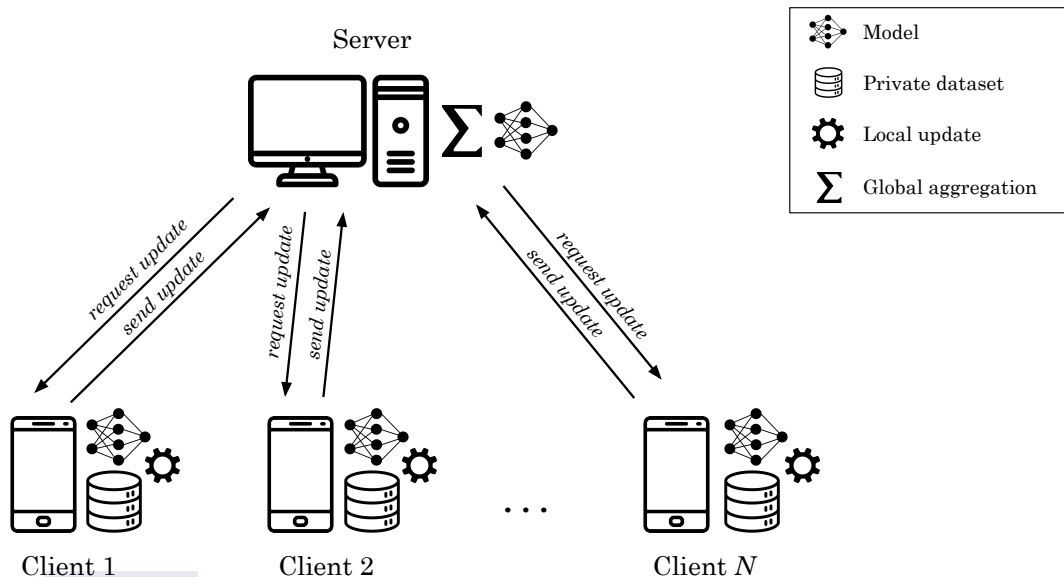 Server
Model
Private dataset
Local update
Σ Global aggregation
Σ
request update
send update
request update
send update
request update
send update
...
Client 1
Client 2
Client N